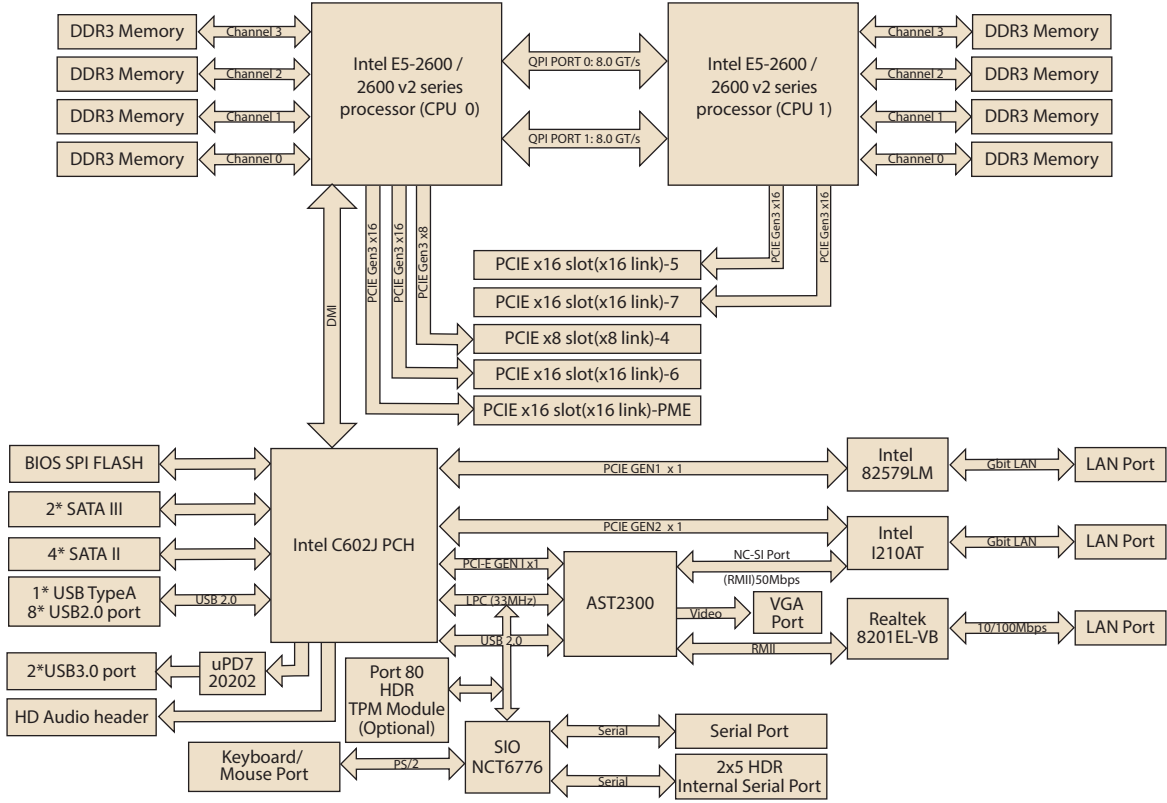 DDR3 Memory
Channel 3
DDR3 Memory
Channel 2
DDR3 Memory
Channel 1
DDR3 Memory
Channel 0
Intel E5-2600 /
2600 v2 series
processor (CPU 0)
QPI PORT 0: 8.0 GT/s
QPI PORT 1: 8.0 GT/s
Intel E5-2600 /
2600 v2 series
processor (CPU 1)
Channel 3
DDR3 Memory
Channel 2
DDR3 Memory
Channel 1
DDR3 Memory
Channel 0
DDR3 Memory
DMI
PCIE Gen3 x16
PCIE Gen3 x16
PCIE Gen3 x8
PCIE Gen3 x16
PCIE Gen3 x16
PCIE x16 slot(x16 link)-5
PCIE x16 slot(x16 link)-7
PCIE x8 slot(x8 link)-4
PCIE x16 slot(x16 link)-6
PCIE x16 slot(x16 link)-PME
BIOS SPI FLASH
2* SATA III
4* SATA II
1* USB TypeA
8* USB2.0 port
USB 2.0
2*USB3.0 port
uPD7
20202
HD Audio header
Intel C602J PCH
PCIE GEN1 x 1
Intel
82579LM
Gbit LAN
LAN Port
PCIE GEN2 x 1
Intel
I210AT
Gbit LAN
LAN Port
PCI-E GEN I x1
LPC (33MHz)
USB 2.0
AST2300
NC-SI Port
(RMII)50Mbps
Video
VGA
Port
RMII
Realtek
8201EL-VB
10/100Mbps
LAN Port
Port 80
HDR
TPM Module
(Optional)
Keyboard/
Mouse Port
PS/2
SIO
NCT6776
Serial
Serial Port
Serial
2x5 HDR
Internal Serial Port